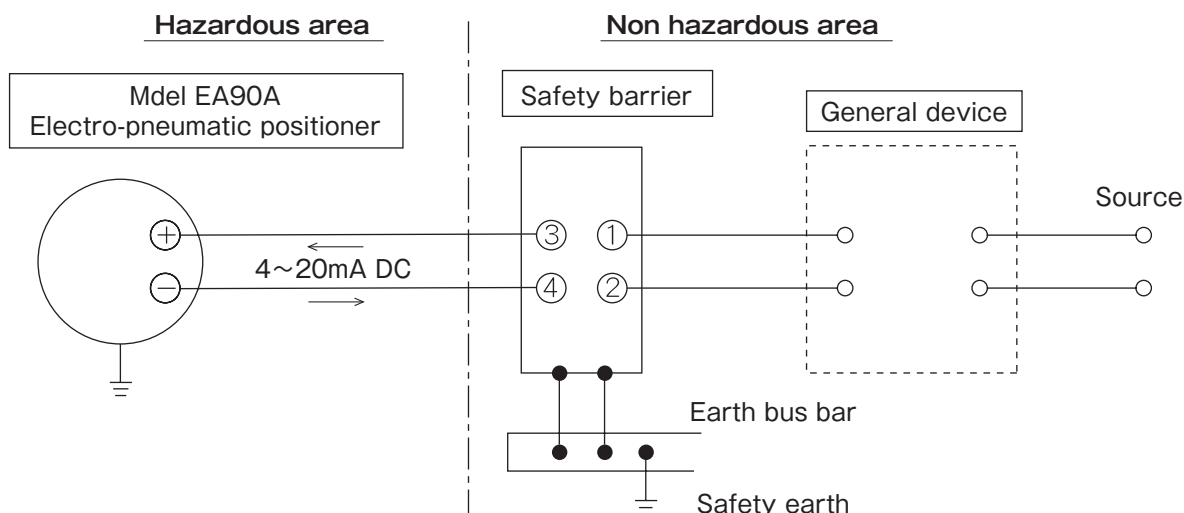 Hazardous area
Non hazardous area
Mdel EA90A
Electro-pneumatic positioner
Safety barrier
General device
Source
+
③
①
4～20mA DC
−
④
②
Earth bus bar
Safety earth